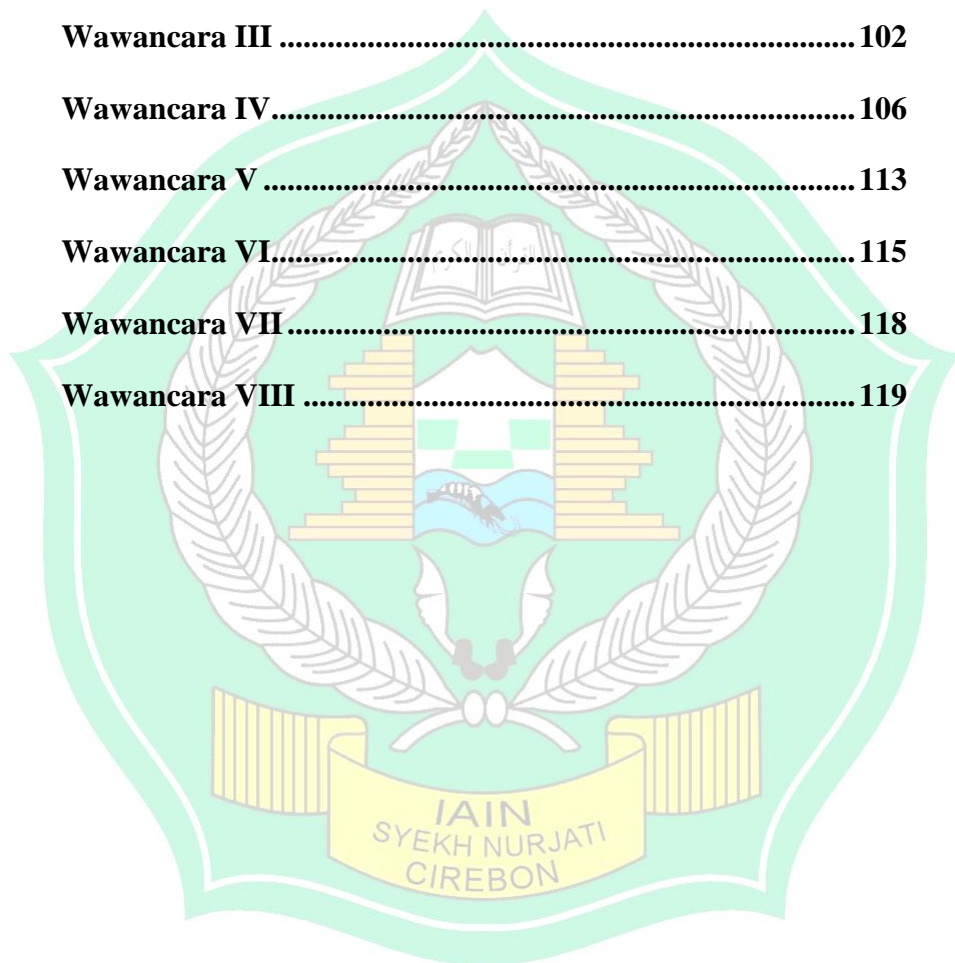 Wawancara III ........................................................................ 102
Wawancara IV......................................................................... 106
Wawancara V .......................................................................... 113
Wawancara VI......................................................................... 115
Wawancara VII ....................................................................... 118
Wawancara VIII ..................................................................... 119
IAIN
SYEKH NURJATI
CIREBON